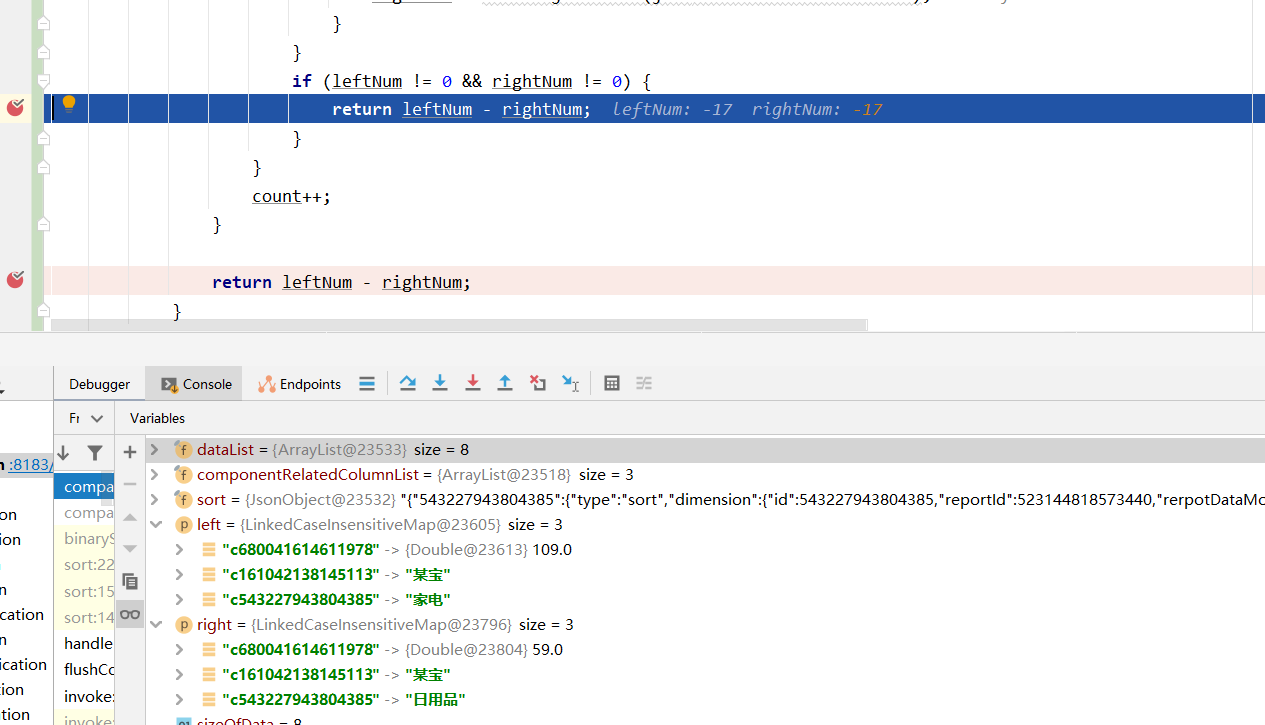 }
}
if (leftNum != 0 && rightNum != 0) {
return leftNum - rightNum; leftNum: -17 rightNum: -17
}
}
count++;
}
return leftNum - rightNum;
}
Debugger Console Endpoints
Fr Variables
dataList = {ArrayList@23533} size = 8
:8183/
componentRelatedColumnList = {ArrayList@23518} size = 3
compa
sort = {JsonObject@23532} "{"543227943804385":{"type":"sort","dimension":{"id":543227943804385,"reportId":523144818573440,"rerpotDataMo
compa
left = {LinkedCaseInsensitiveMap@23605} size = 3
binaryS
"c680041614611978" -> {Double@23613} 109.0
sort:22
"c161042138145113" -> "某宝"
sort:15
"c543227943804385" -> "家电"
cation
sort:14
right = {LinkedCaseInsensitiveMap@23796} size = 3
handle
"c680041614611978" -> {Double@23804} 59.0
ication
flushCo
"c161042138145113" -> "某宝"
invoke:
"c543227943804385" -> "日用品"
invoke:
sizeOfData = 8